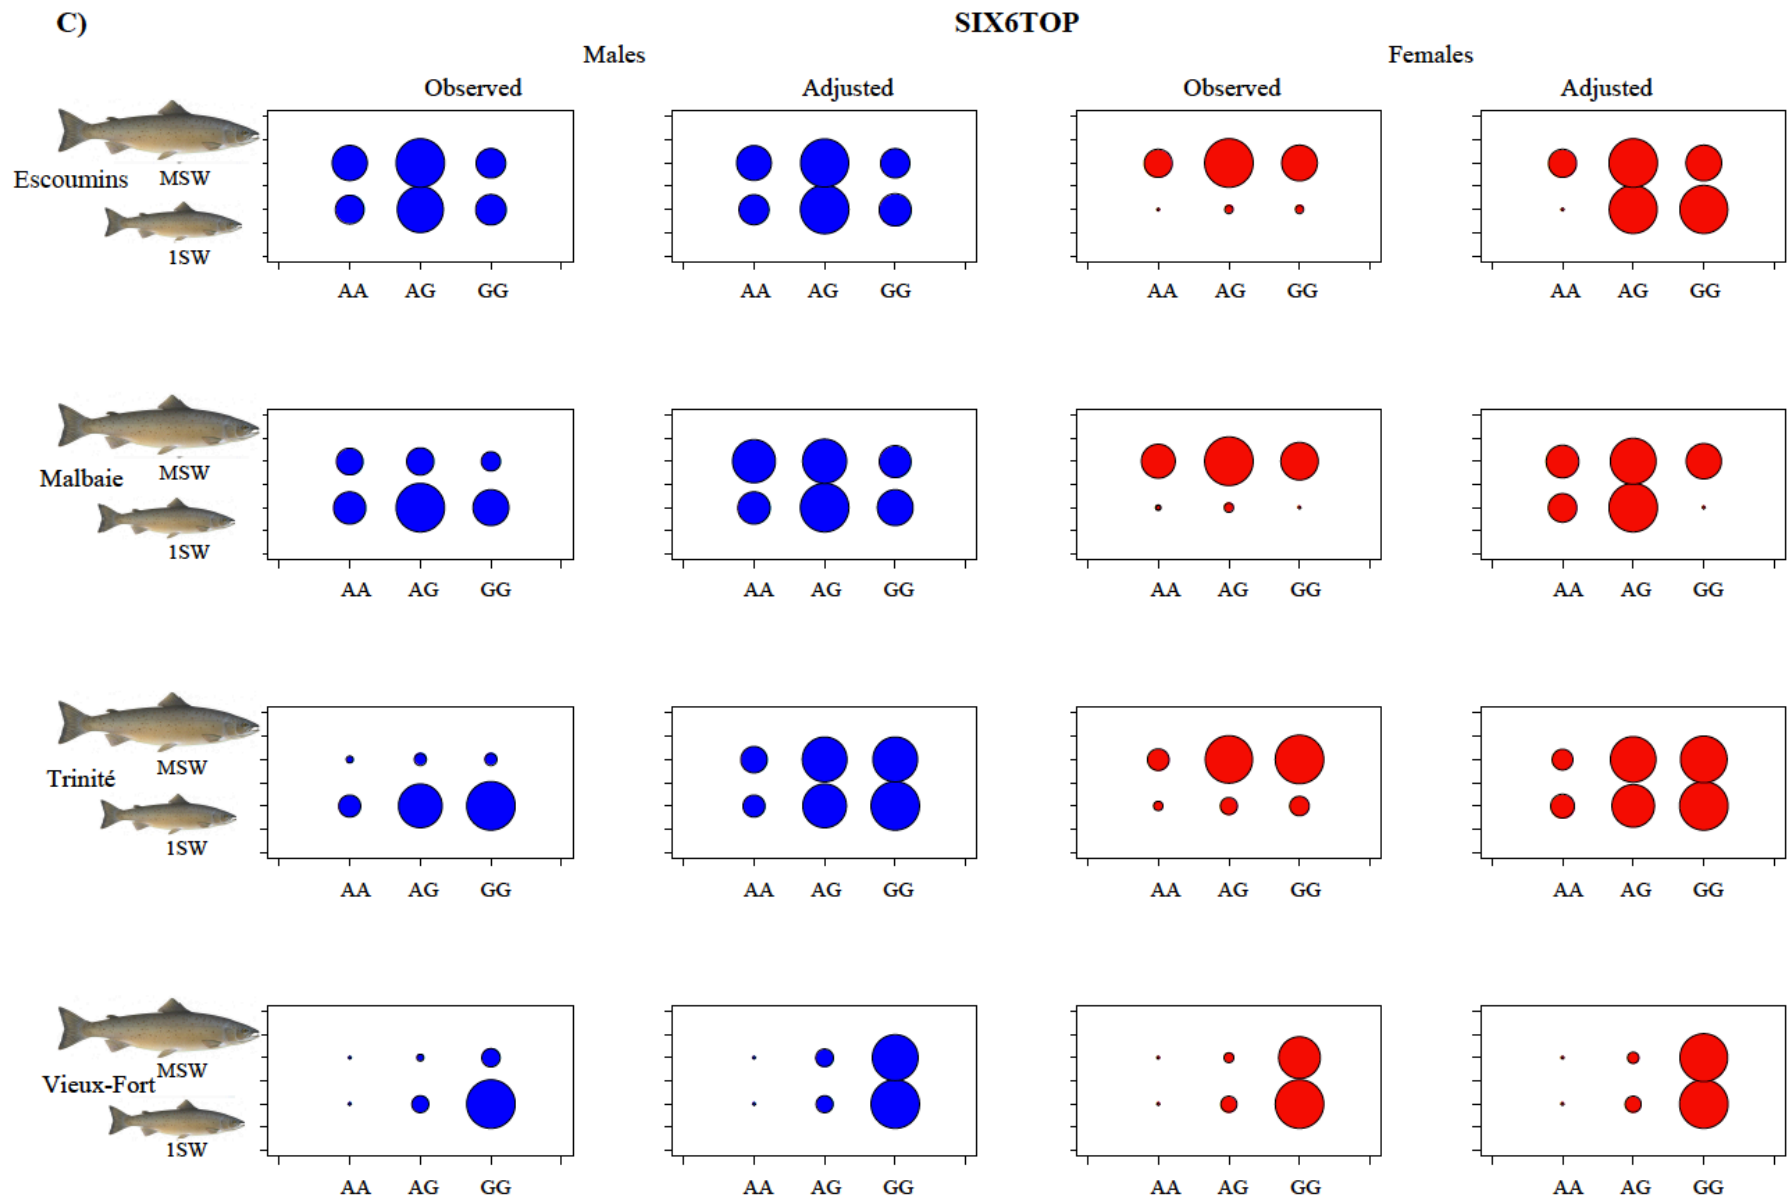 C) SIX6TOP
Males Females
Observed Adjusted Observed Adjusted
Escoumins MSW
1SW
AA AG GG AA AG GG AA AG GG AA AG GG
Malbaie MSW
1SW
AA AG GG AA AG GG AA AG GG AA AG GG
Trinité MSW
1SW
AA AG GG AA AG GG AA AG GG AA AG GG
Vieux-Fort MSW
1SW
AA AG GG AA AG GG AA AG GG AA AG GG